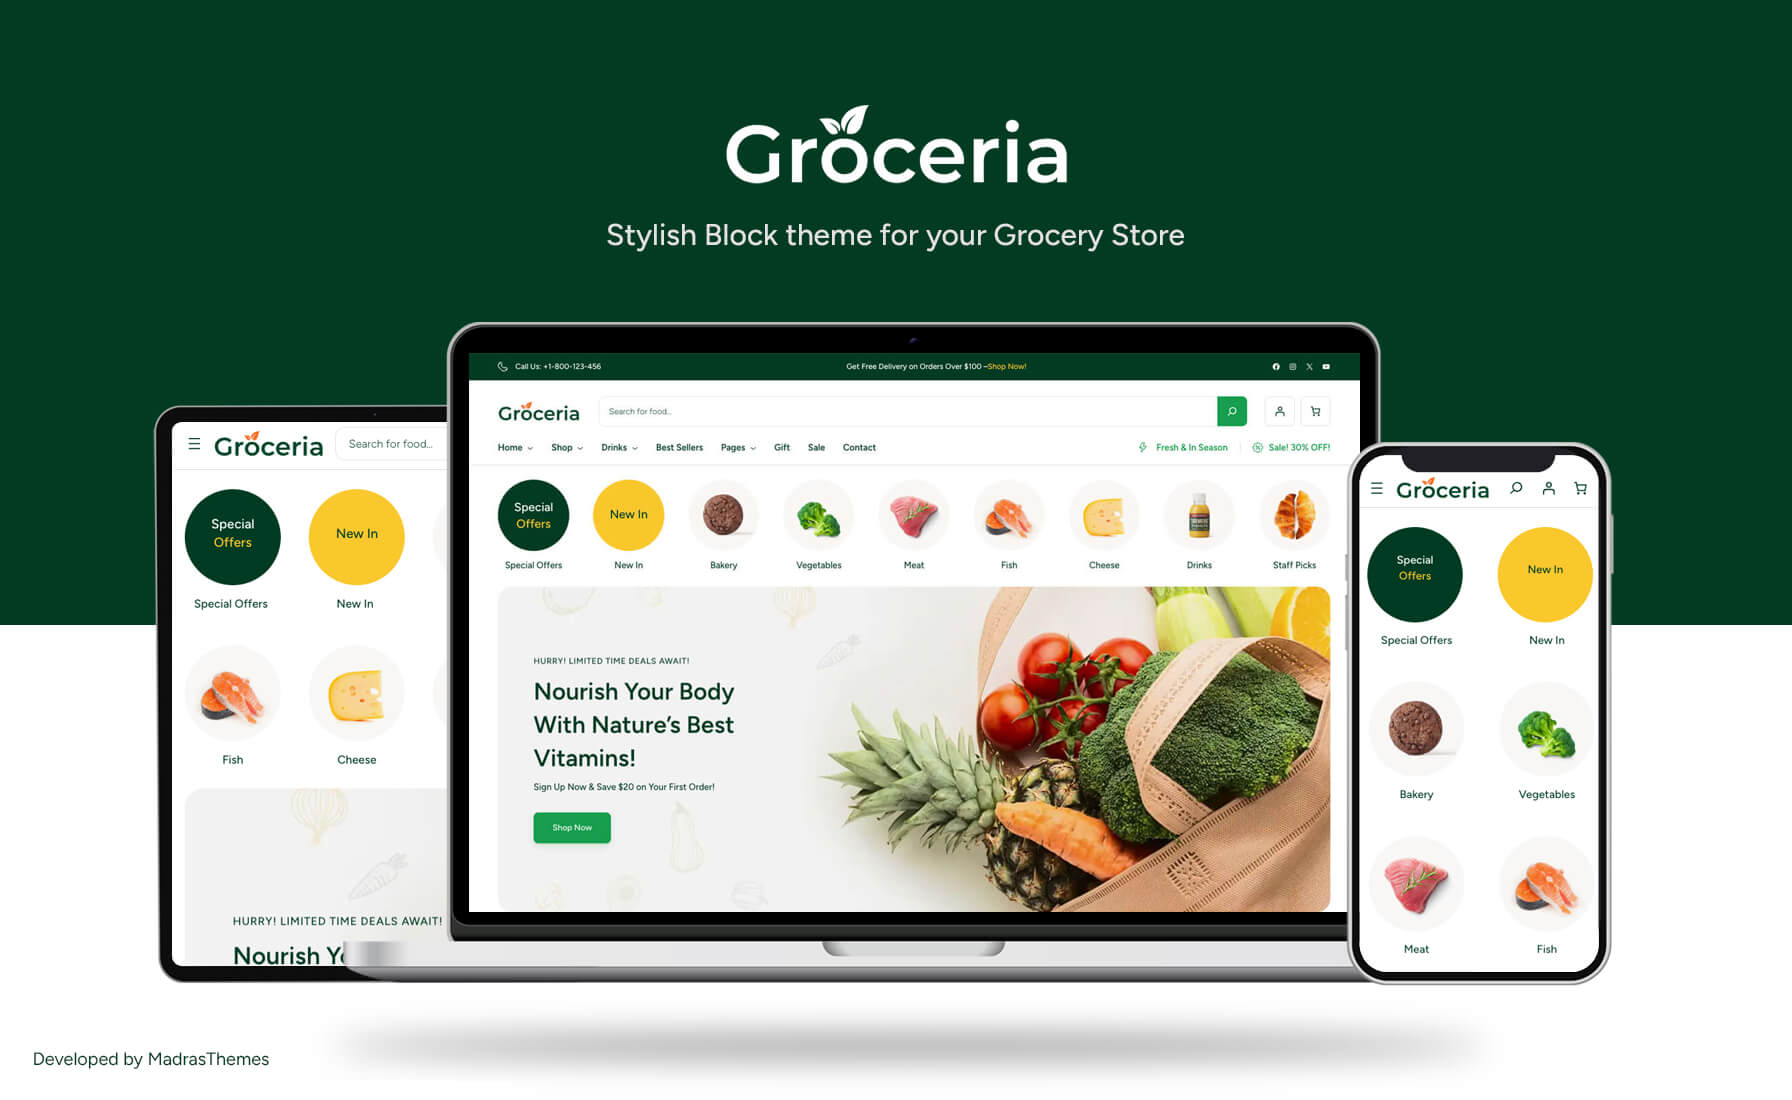 Groceria
Stylish Block theme for your Grocery Store
Call Us: +1-800-123-456
Get Free Delivery on Orders Over $100 –Shop Now!
Groceria
Search for food...
Home
Shop
Drinks
Best Sellers
Pages
Gift
Sale
Contact
Fresh & In Season
Sale! 30% OFF!
Special
Offers
New In
Special Offers
New In
Bakery
Vegetables
Meat
Fish
Cheese
Drinks
Staff Picks
HURRY! LIMITED TIME DEALS AWAIT!
Nourish Your Body
With Nature's Best
Vitamins!
Sign Up Now & Save $20 on Your First Order!
Shop Now
Groceria
Search for food...
Special
Offers
New In
Special Offers
New In
Fish
Cheese
HURRY! LIMITED TIME DEALS AWAIT!
Nourish Yo
Groceria
Special
Offers
New In
Special Offers
New In
Bakery
Vegetables
Meat
Fish
Developed by MadrasThemes